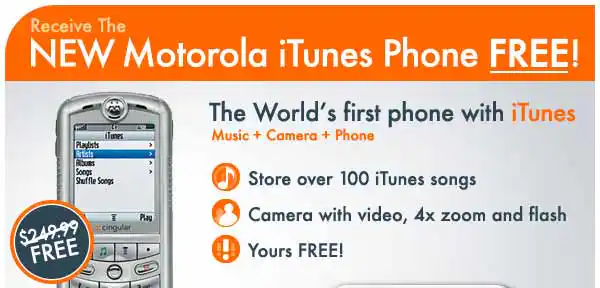 Receive The
NEW Motorola iTunes Phone FREE!
The World's first phone with iTunes
Music + Camera + Phone
iTunes
Playlists >
Artists >
Albums >
Songs >
Shuffle Songs
Play
cingular
Store over 100 iTunes songs
Camera with video, 4x zoom and flash
Yours FREE!
$249.99
FREE